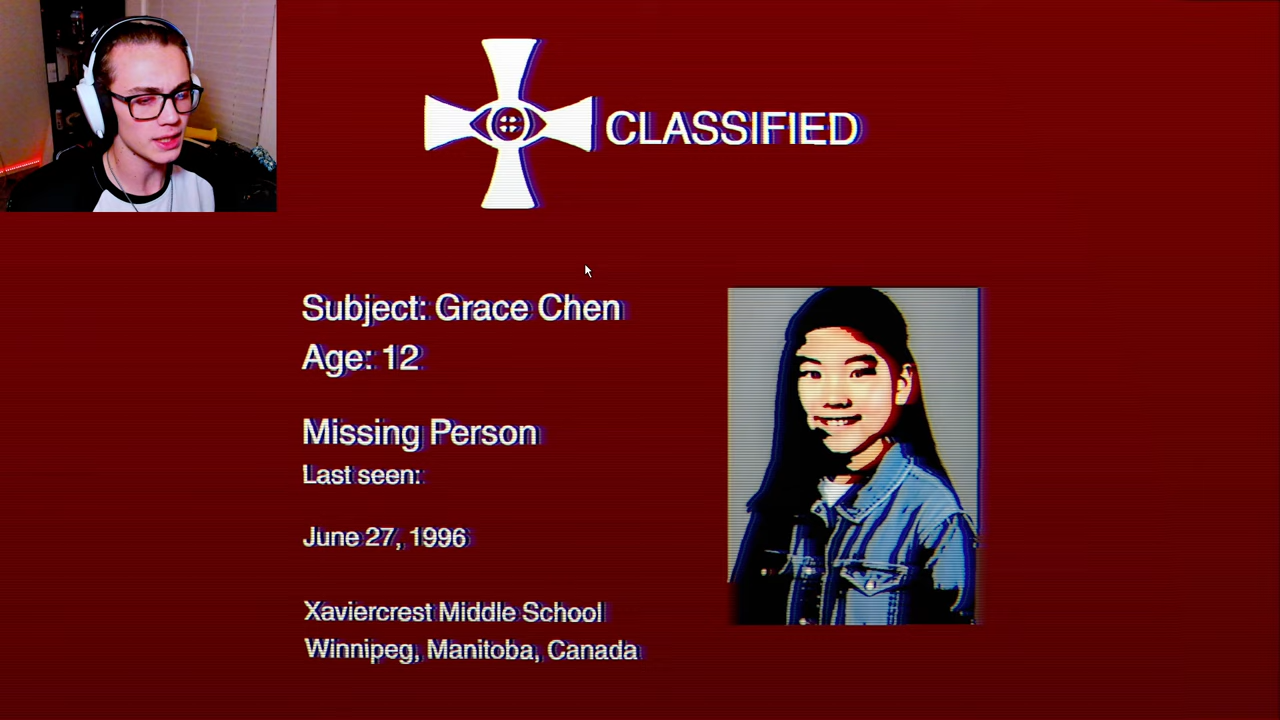 CLASSIFIED
Subject: Grace Chen
Age: 12
Missing Person
Last seen:
June 27, 1996
Xaviercrest Middle School
Winnipeg, Manitoba, Canada